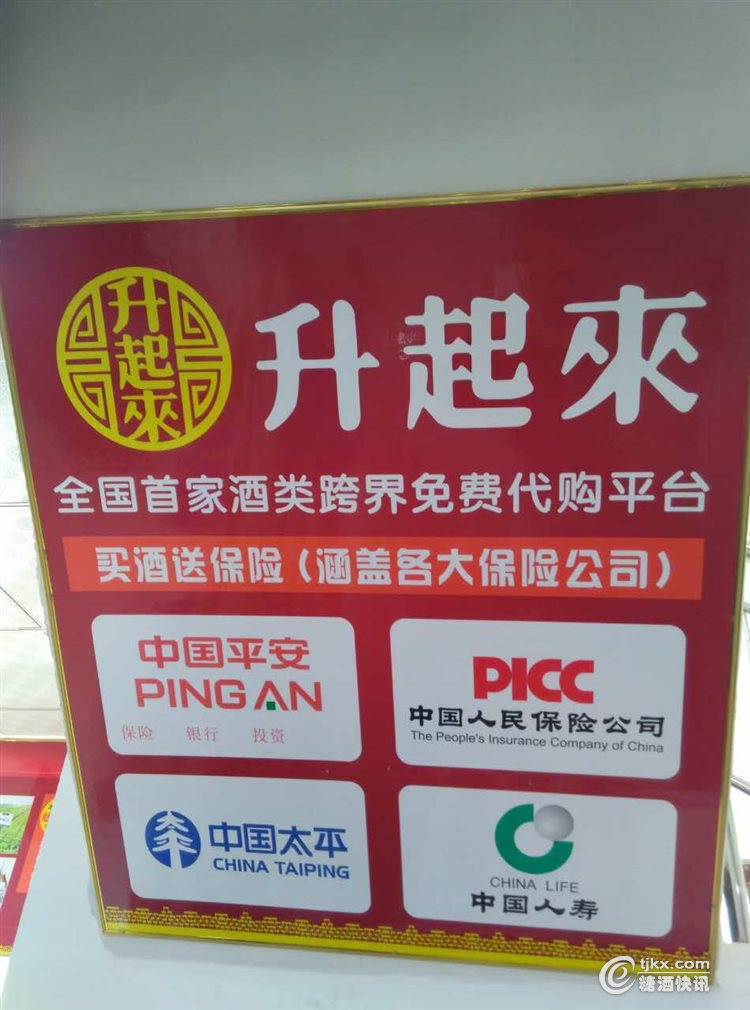 升起來
升起來
全国首家酒类跨界免费代购平台
买酒送保险(涵盖各大保险公司)
中国平安
PINGAN
保险 银行 投资
PICC
中国人民保险公司
The People's Insurance Company of China
中国太平
CHINA TAIPING
CHINA LIFE
中国人寿
tjkx.com
糖酒快讯